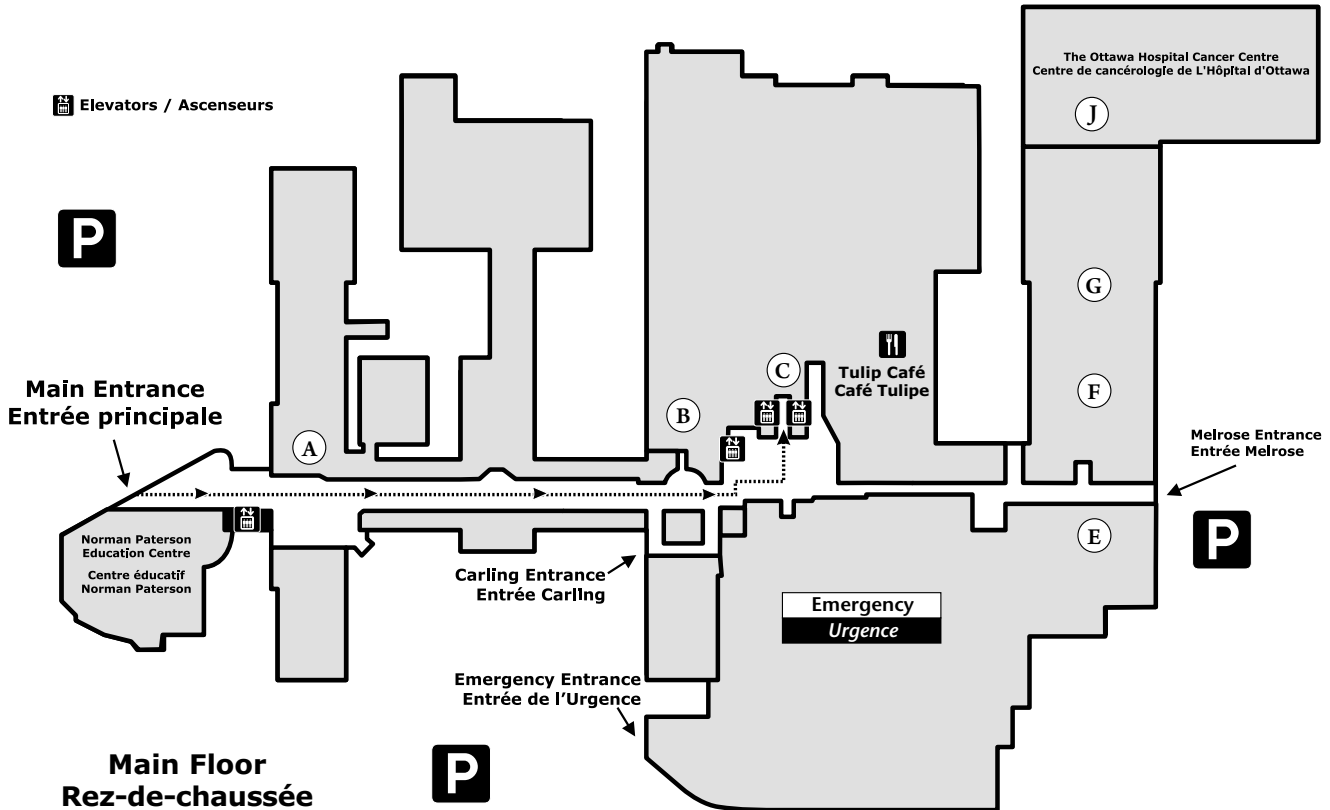 The Ottawa Hospital Cancer Centre
Centre de cancérologie de L'Hôpital d'Ottawa
J
Elevators / Ascenseurs
P
G
Tulip Café
Café Tulipe
C
F
Main Entrance
Entrée principale
B
A
Melrose Entrance
Entrée Melrose
P
E
Norman Paterson
Education Centre
Centre éducatif
Norman Paterson
Carling Entrance
Entrée Carling
Emergency
Urgence
Emergency Entrance
Entrée de l'Urgence
P
Main Floor
Rez-de-chaussée